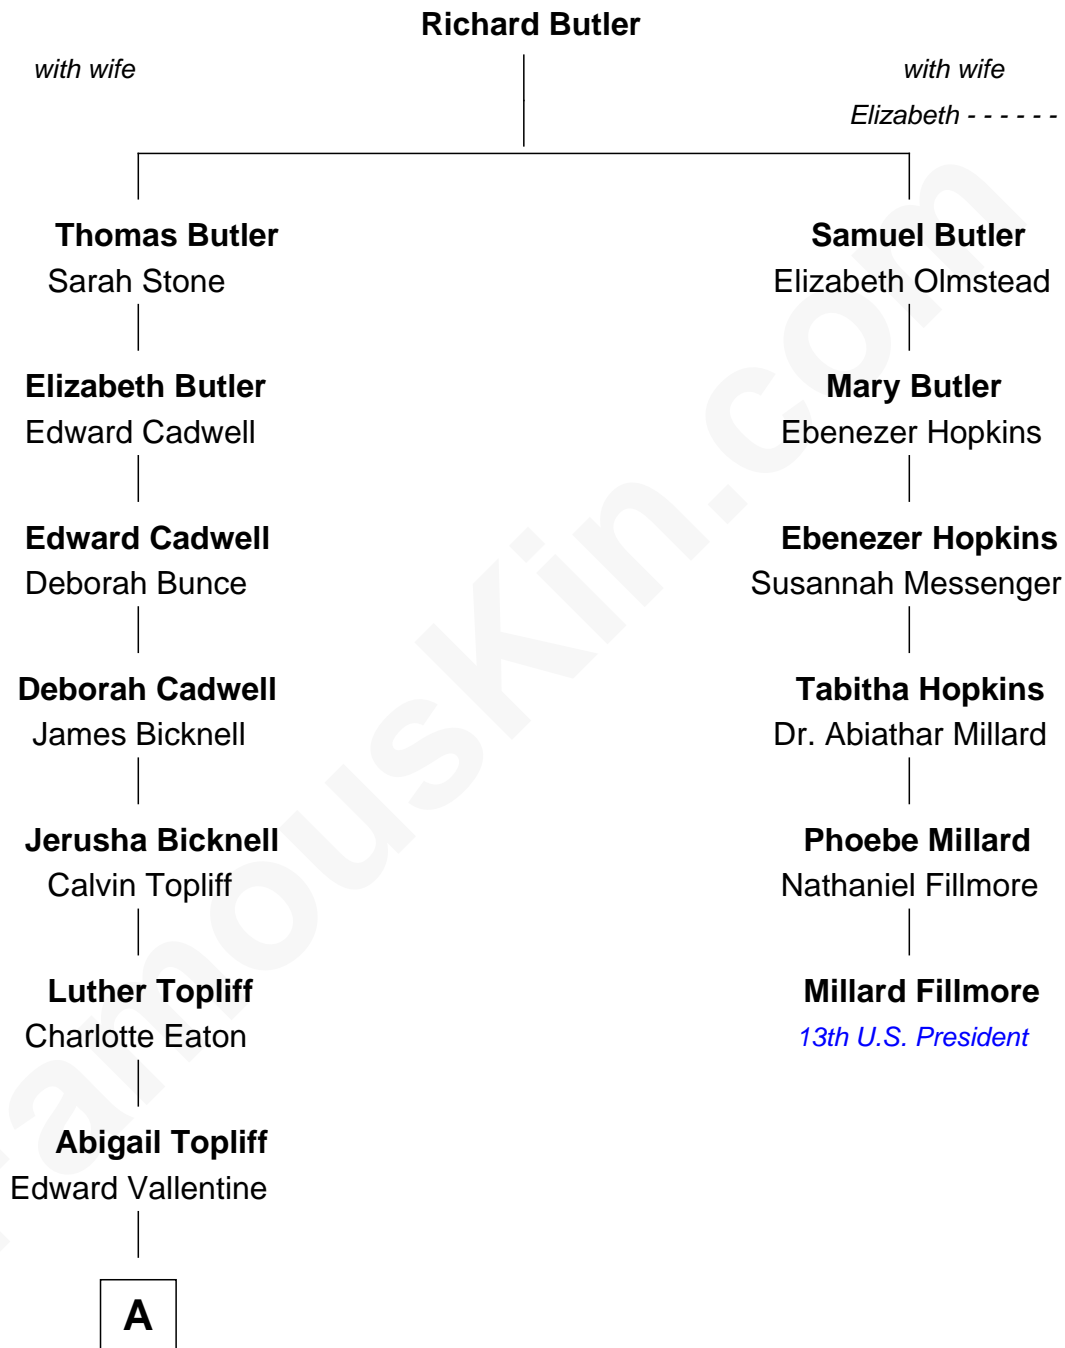 Richard Butler
with wife
with wife
Elizabeth - - - - - -
Thomas Butler
Sarah Stone
Samuel Butler
Elizabeth Olmstead
Elizabeth Butler
Edward Cadwell
Mary Butler
Ebenezer Hopkins
Edward Cadwell
Deborah Bunce
Ebenezer Hopkins
Susannah Messenger
Deborah Cadwell
James Bicknell
Tabitha Hopkins
Dr. Abiathar Millard
Jerusha Bicknell
Calvin Topliff
Phoebe Millard
Nathaniel Fillmore
Luther Topliff
Charlotte Eaton
Millard Fillmore
13th U.S. President
Abigail Topliff
Edward Vallentine
A
FamousKin.com